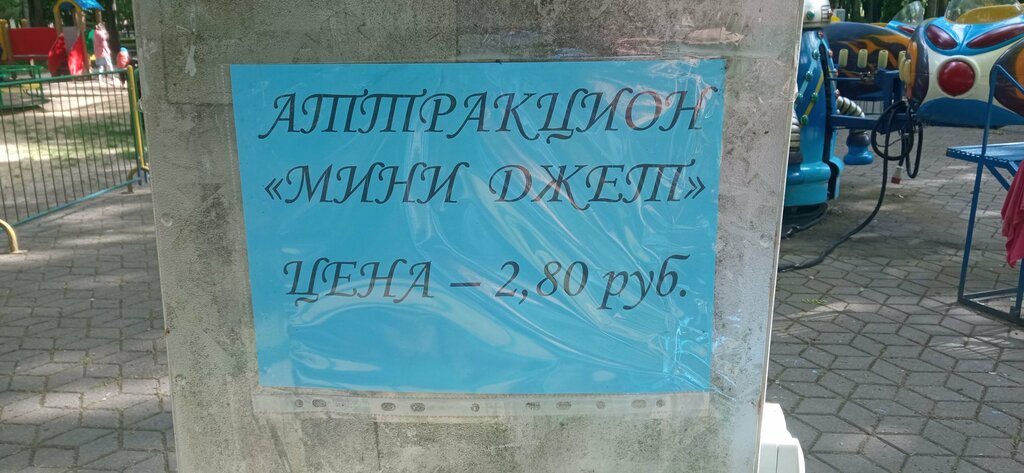 АТТРАКЦИОН
«МИНИ ДЖЕТ»
ЦЕНА – 2,80 руб.